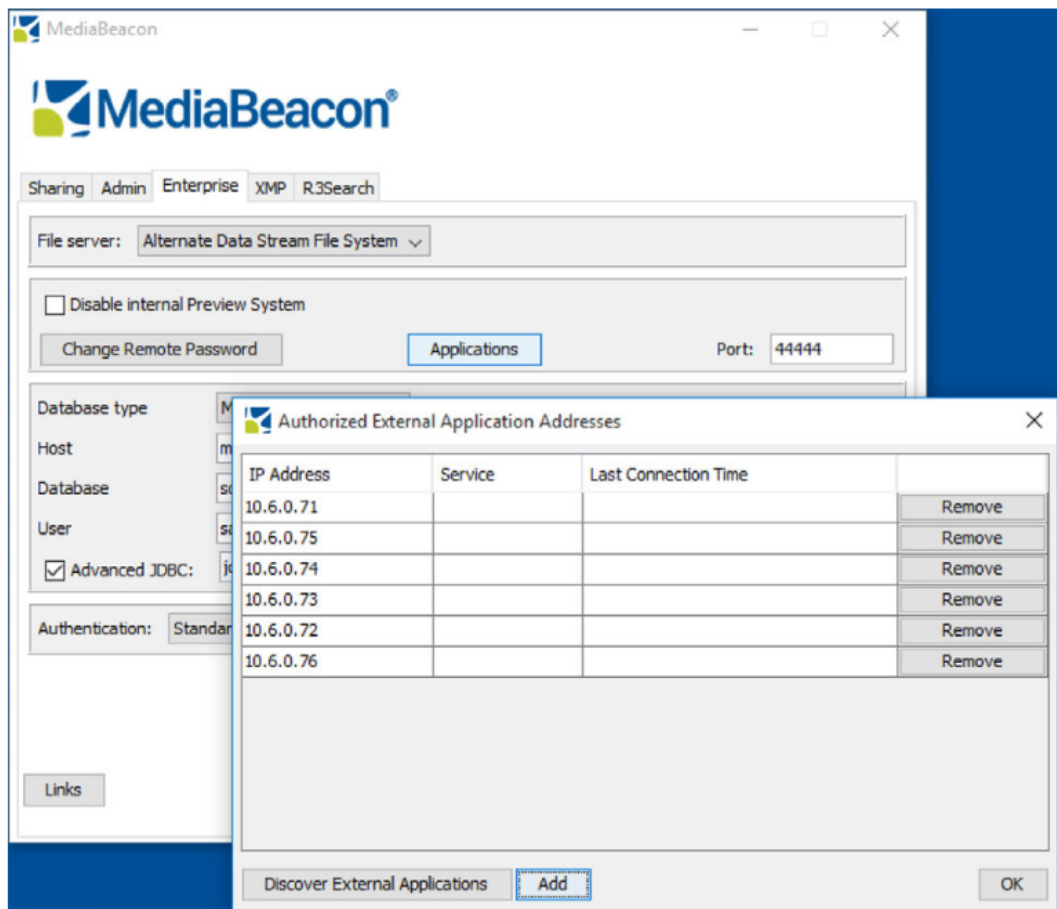 MediaBeacon
MediaBeacon®
Sharing Admin Enterprise XMP R3Search
File server: Alternate Data Stream File System
Disable internal Preview System
Change Remote Password Applications Port: 44444
Database type M
Host m
Database
User
Advanced JDBC:
Authentication: Standar
Links
Authorized External Application Addresses
IP Address Service Last Connection Time
10.6.0.71 Remove
10.6.0.75 Remove
10.6.0.74 Remove
10.6.0.73 Remove
10.6.0.72 Remove
10.6.0.76 Remove
Discover External Applications Add OK